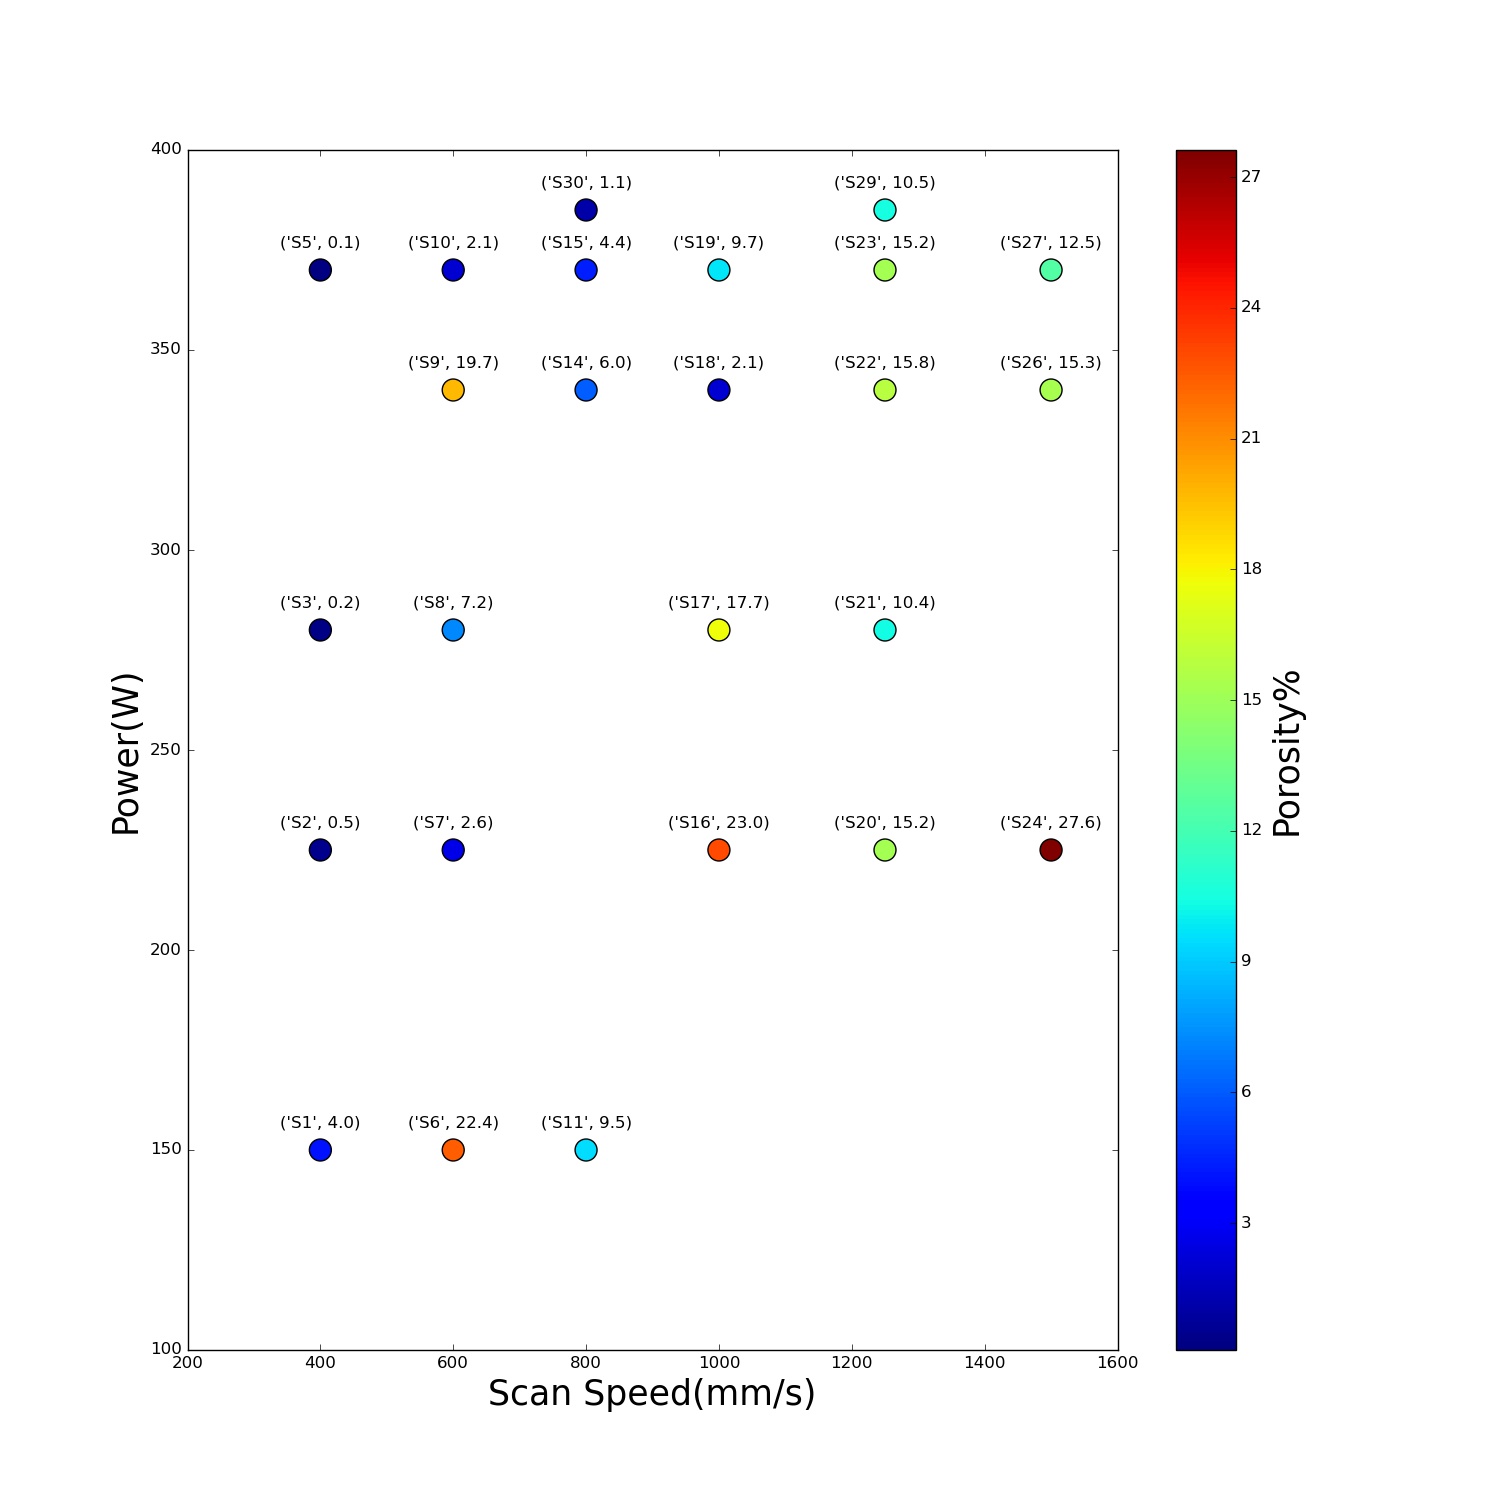 400
('S30', 1.1) ('S29', 10.5)
('S5', 0.1) ('S10', 2.1) ('S15', 4.4) ('S19', 9.7) ('S23', 15.2) ('S27', 12.5)
350
('S9', 19.7) ('S14', 6.0) ('S18', 2.1) ('S22', 15.8) ('S26', 15.3)
300
('S3', 0.2) ('S8', 7.2) ('S17', 17.7) ('S21', 10.4)
250
('S2', 0.5) ('S7', 2.6) ('S16', 23.0) ('S20', 15.2) ('S24', 27.6)
200
('S1', 4.0) ('S6', 22.4) ('S11', 9.5)
150
100
200 400 600 800 1000 1200 1400 1600
Scan Speed(mm/s)
Power(W)
27
24
21
18
15
12
9
6
3
Porosity%